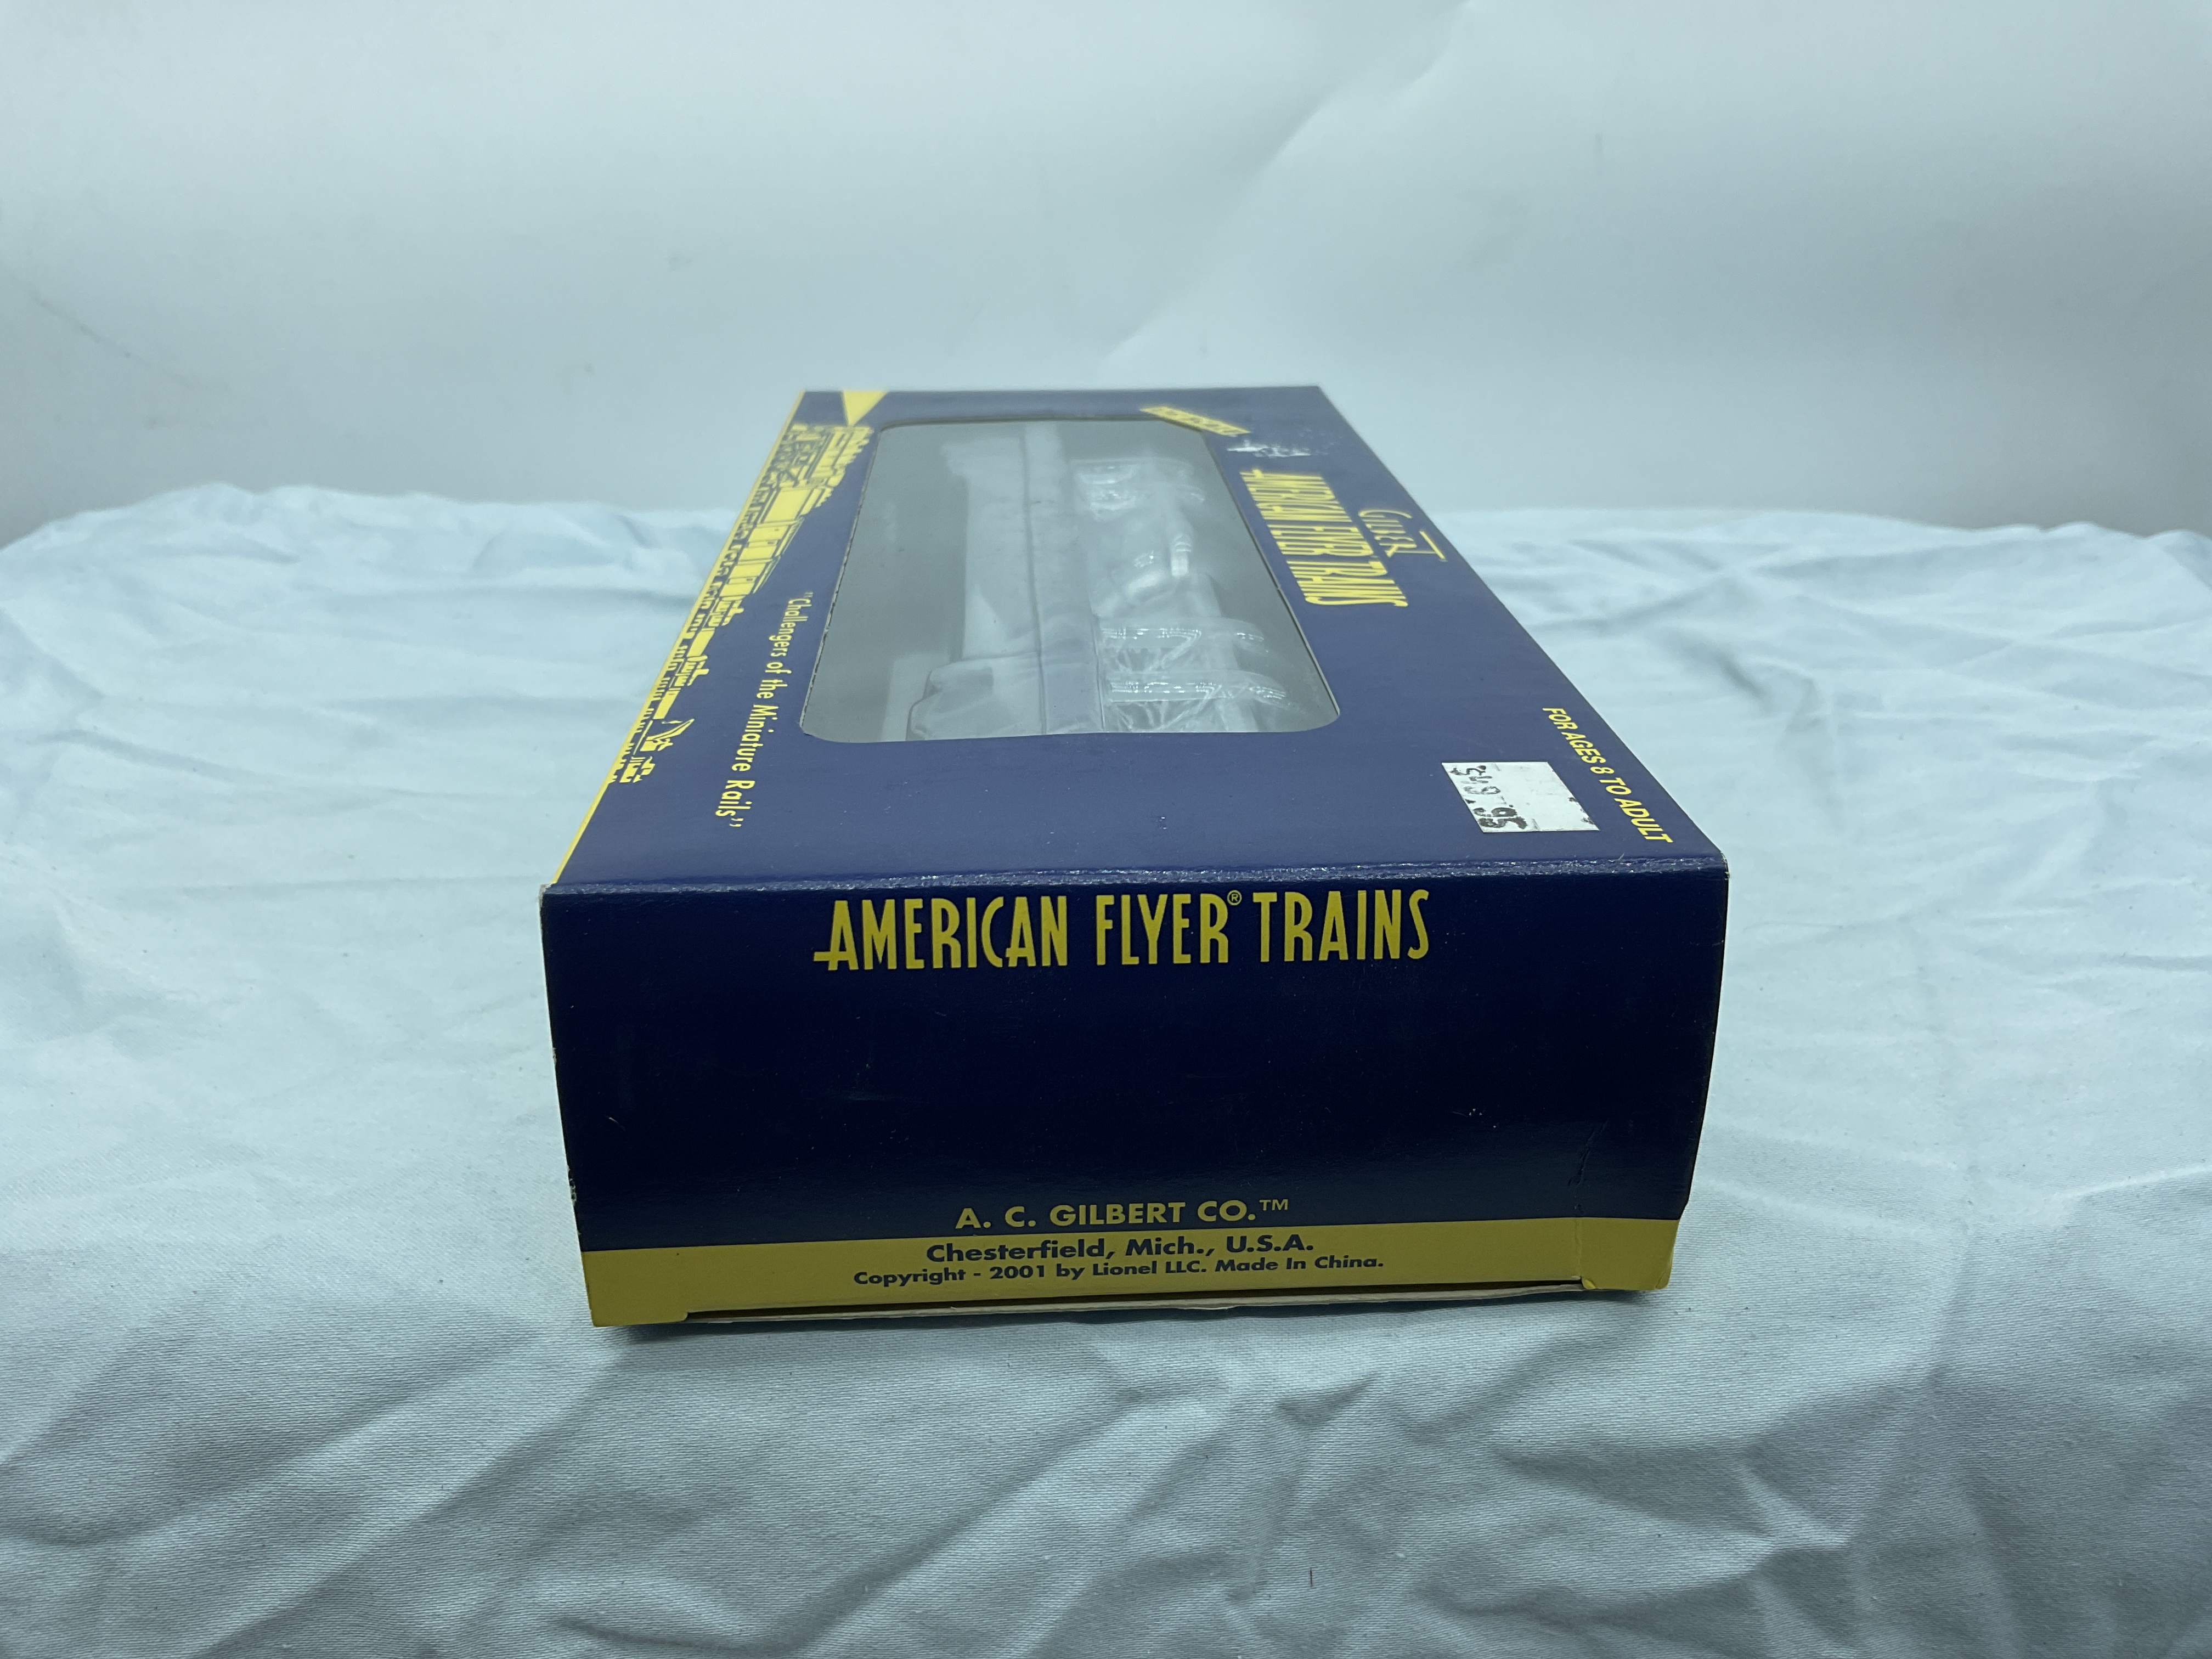 GILBERT
AMERICAN FLYER TRAINS
"Challengers of the Miniature Rails"
FOR AGES 8 TO ADULT
AMERICAN FLYER® TRAINS
A. C. GILBERT CO.™
Chesterfield, Mich., U.S.A.
Copyright - 2001 by Lionel LLC. Made In China.